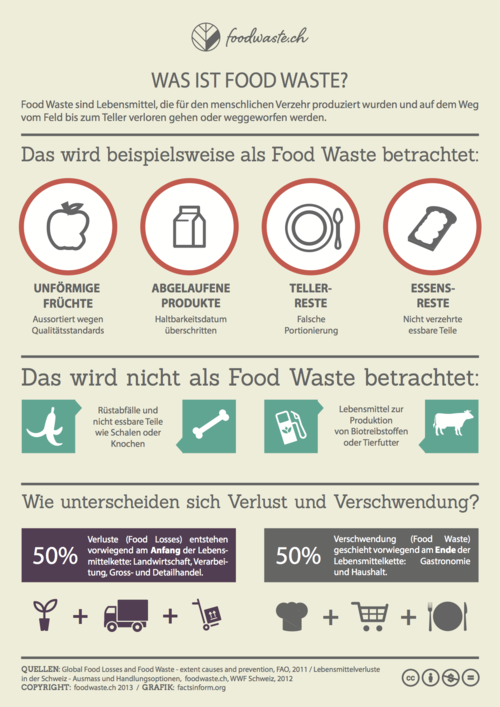 foodwaste.ch
WAS IST FOOD WASTE?
Food Waste sind Lebensmittel, die für den menschlichen Verzehr produziert wurden und auf dem Weg
vom Feld bis zum Teller verloren gehen oder weggeworfen werden.
Das wird beispielsweise als Food Waste betrachtet:
UNFÖRMIGE
FRÜCHTE
Aussortiert wegen
Qualitätsstandards
ABGELAUFENE
PRODUKTE
Haltbarkeitsdatum
überschritten
TELLER-
RESTE
Falsche
Portionierung
ESSENS-
RESTE
Nicht verzehrte
essbare Teile
Das wird nicht als Food Waste betrachtet:
Rüstabfälle und
nicht essbare Teile
wie Schalen oder
Knochen
Lebensmittel zur
Produktion
von Biotreibstoffen
oder Tierfutter
Wie unterscheiden sich Verlust und Verschwendung?
50%
Verluste (Food Losses) entstehen
vorwiegend am Anfang der Lebens-
mittelkette: Landwirtschaft, Verarbei-
tung, Gross- und Detailhandel.
50%
Verschwendung (Food Waste)
geschieht vorwiegend am Ende der
Lebensmittelkette: Gastronomie
und Haushalt.
+ +
+ +
QUELLEN: Global Food Losses and Food Waste - extent causes and prevention, FAO, 2011 / Lebensmittelverluste
in der Schweiz - Ausmass und Handlungsoptionen, foodwaste.ch, WWF Schweiz, 2012
COPYRIGHT: foodwaste.ch 2013 / GRAFIK: factsinform.org
cc